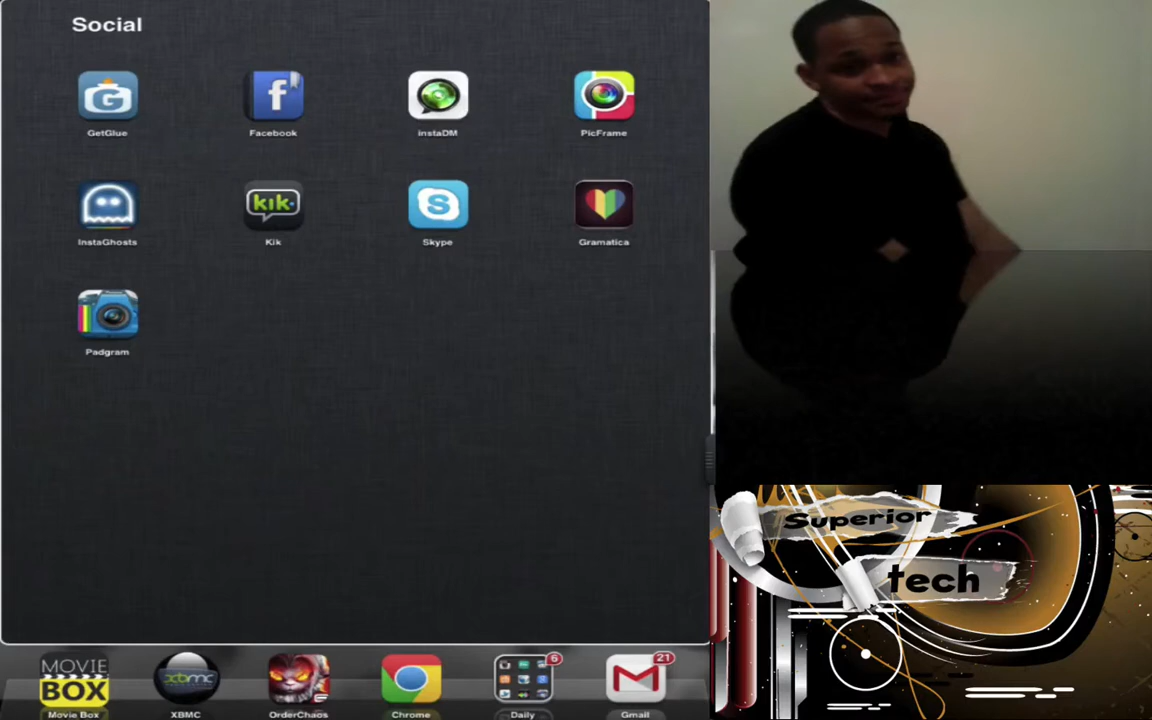 Social
GetGlue
Facebook
InstaDM
PicFrame
InstaGhosts
kik
Kik
Skype
Gramatica
Padgram
Superior
tech
MOVIE
BOX
Movie Box
xbmc
XBMC
OrderChaos
6
Daily
Chrome
21
Gmail